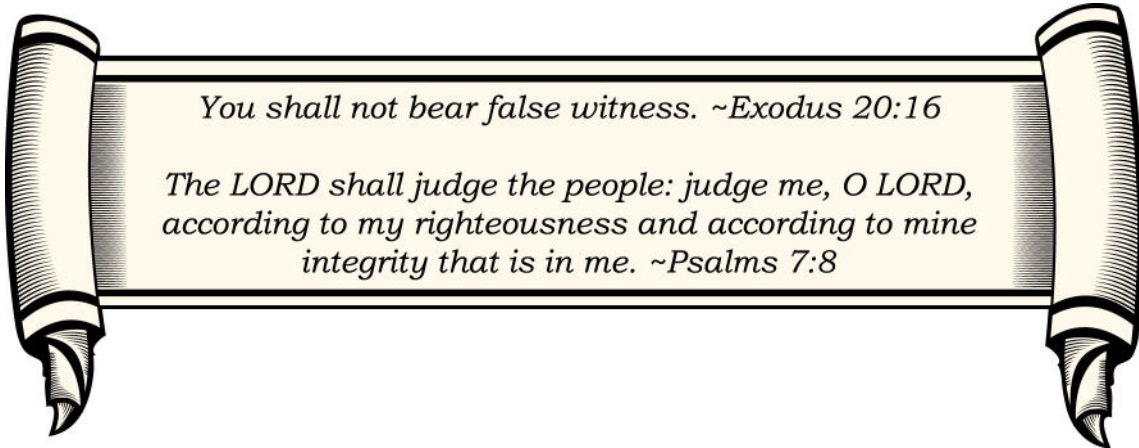 You shall not bear false witness. ~Exodus 20:16
The LORD shall judge the people: judge me, O LORD,
according to my righteousness and according to mine
integrity that is in me. ~Psalms 7:8